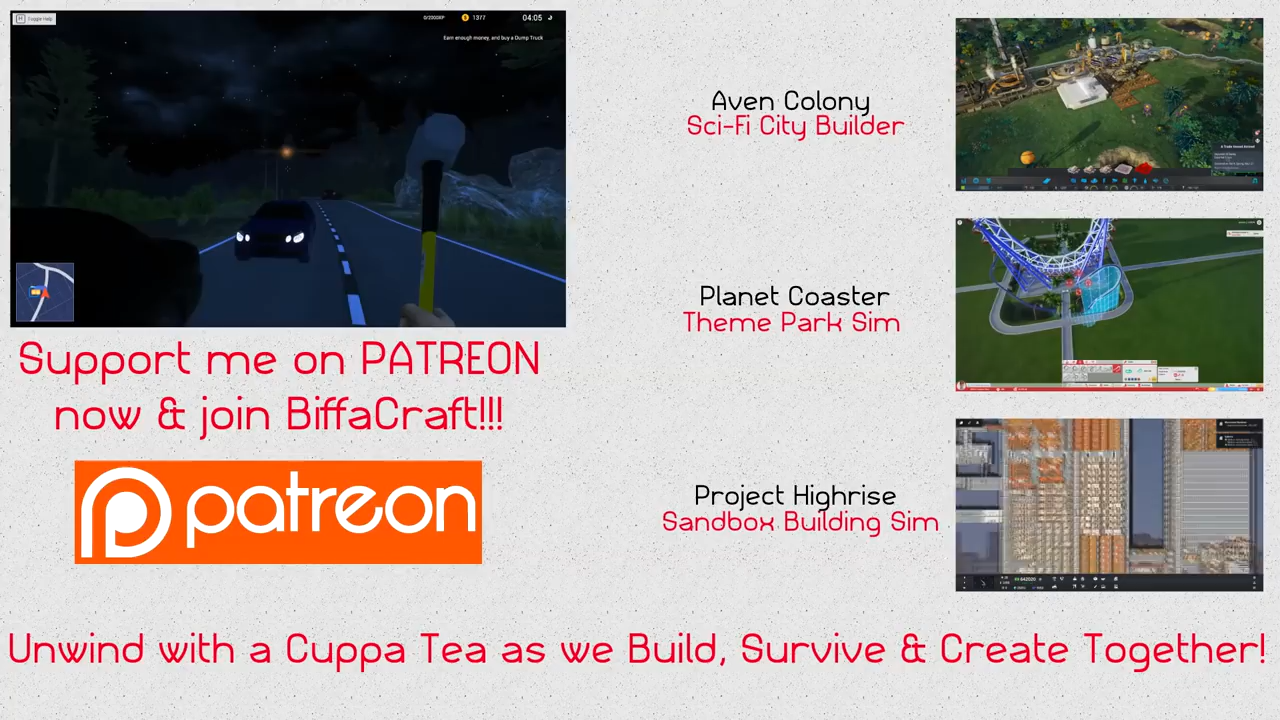 0/2000XP
1377
04:05
Earn enough money, and buy a Dump Truck
Support me on PATREON
now & join BiffaCraft!!!
patreon
Aven Colony
Sci-Fi City Builder
Planet Coaster
Theme Park Sim
Project Highrise
Sandbox Building Sim
Unwind with a Cuppa Tea as we Build, Survive & Create Together!